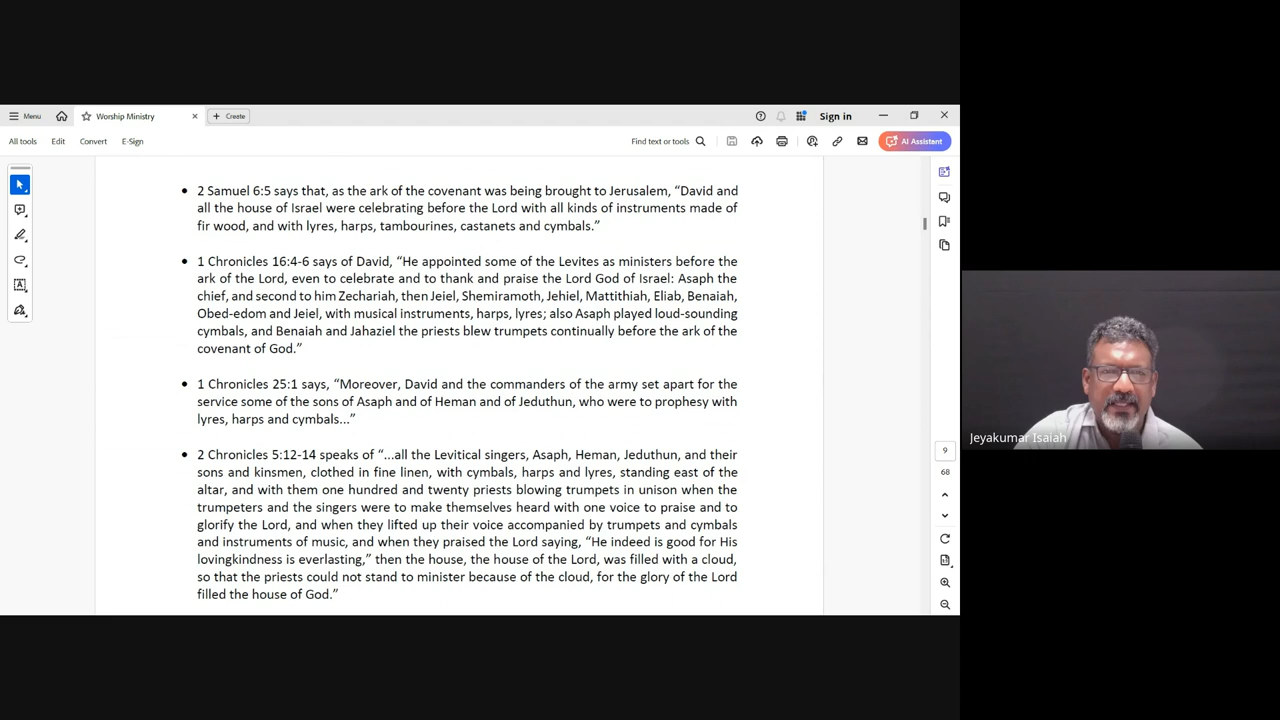 Menu
Worship Ministry
Create
Sign in
All tools
Edit
Convert
E-Sign
Find text or tools
AI Assistant
• 2 Samuel 6:5 says that, as the ark of the covenant was being brought to Jerusalem, “David and
all the house of Israel were celebrating before the Lord with all kinds of instruments made of
fir wood, and with lyres, harps, tambourines, castanets and cymbals.”
• 1 Chronicles 16:4-6 says of David, “He appointed some of the Levites as ministers before the
ark of the Lord, even to celebrate and to thank and praise the Lord God of Israel: Asaph the
chief, and second to him Zechariah, then Jeiel, Shemiramoth, Jehiel, Mattithiah, Eliab, Benaiah,
Obed-edom and Jeiel, with musical instruments, harps, lyres; also Asaph played loud-sounding
cymbals, and Benaiah and Jahaziel the priests blew trumpets continually before the ark of the
covenant of God.”
• 1 Chronicles 25:1 says, “Moreover, David and the commanders of the army set apart for the
service some of the sons of Asaph and of Heman and of Jeduthun, who were to prophesy with
lyres, harps and cymbals...”
• 2 Chronicles 5:12-14 speaks of “...all the Levitical singers, Asaph, Heman, Jeduthun, and their
sons and kinsmen, clothed in fine linen, with cymbals, harps and lyres, standing east of the
altar, and with them one hundred and twenty priests blowing trumpets in unison when the
trumpeters and the singers were to make themselves heard with one voice to praise and to
glorify the Lord, and when they lifted up their voice accompanied by trumpets and cymbals
and instruments of music, and when they praised the Lord saying, “He indeed is good for His
lovingkindness is everlasting,” then the house, the house of the Lord, was filled with a cloud,
so that the priests could not stand to minister because of the cloud, for the glory of the Lord
filled the house of God.”
9
68
Jeyakumar Isaiah